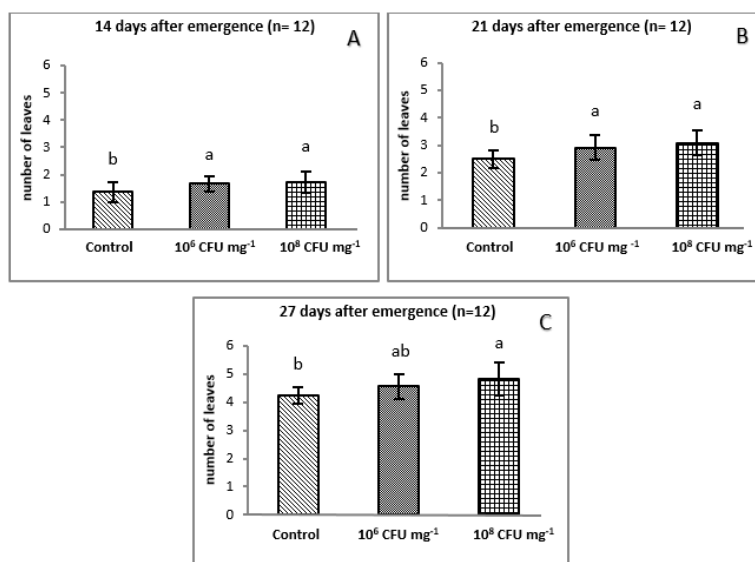 14 days after emergence (n= 12)
A
number of leaves
6
5
4
3
2
1
0
b
a
a
Control
10⁶ CFU mg⁻¹
10⁸ CFU mg⁻¹
21 days after emergence (n= 12)
B
number of leaves
6
5
4
3
2
1
0
b
a
a
Control
10⁶ CFU mg ⁻¹
10⁸ CFU mg⁻¹
27 days after emergence (n=12)
C
number of leaves
6
5
4
3
2
1
0
b
ab
a
Control
10⁶ CFU mg⁻¹
10⁸ CFU mg⁻¹